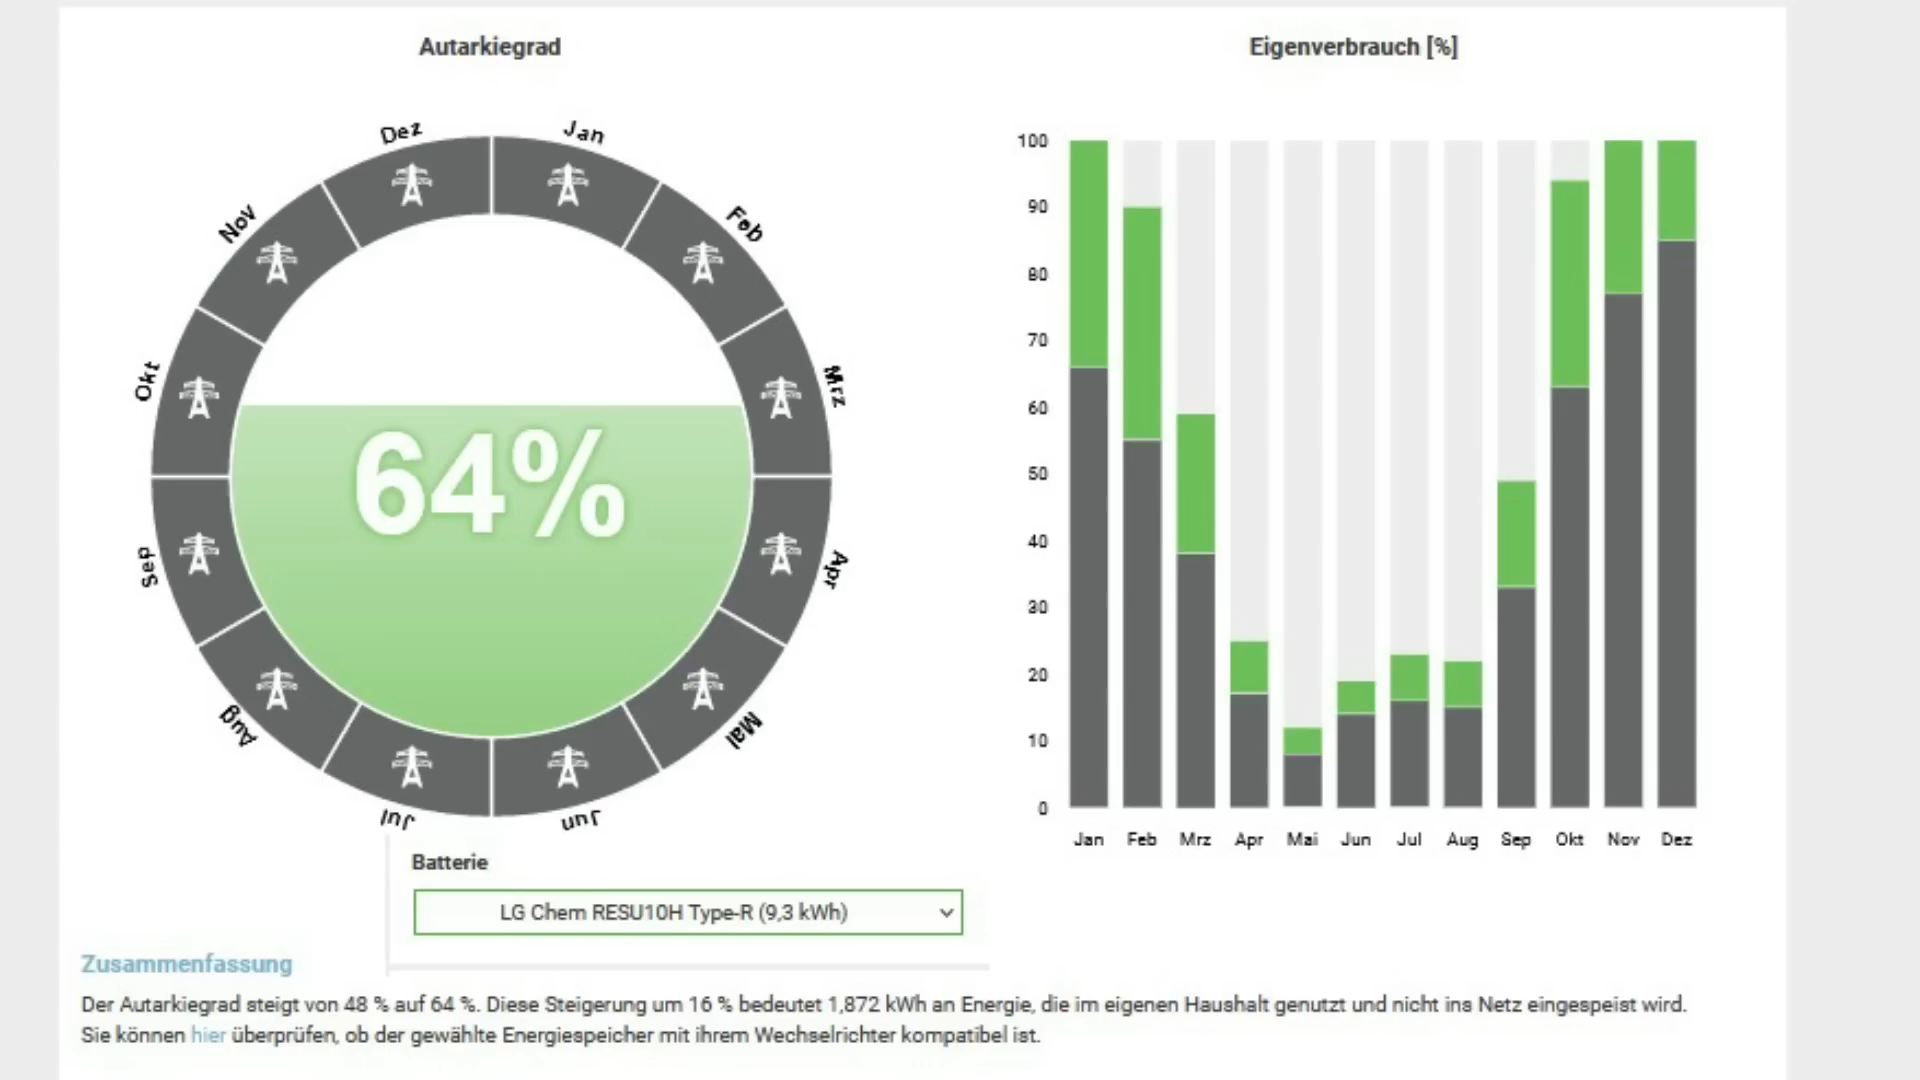 Autarkiegrad
Dez
Jan
Nov
Feb
Okt
Mrz
64%
Sep
Apr
Aug
Mai
Jul
Jun
Eigenverbrauch [%]
100
90
80
70
60
50
40
30
20
10
0
Jan Feb Mrz Apr Mai Jun Jul Aug Sep Okt Nov Dez
Batterie
LG Chem RESU10H Type-R (9,3 kWh)
Zusammenfassung
Der Autarkiegrad steigt von 48 % auf 64 %. Diese Steigerung um 16 % bedeutet 1,872 kWh an Energie, die im eigenen Haushalt genutzt und nicht ins Netz eingespeist wird.
Sie können hier überprüfen, ob der gewählte Energiespeicher mit ihrem Wechselrichter kompatibel ist.